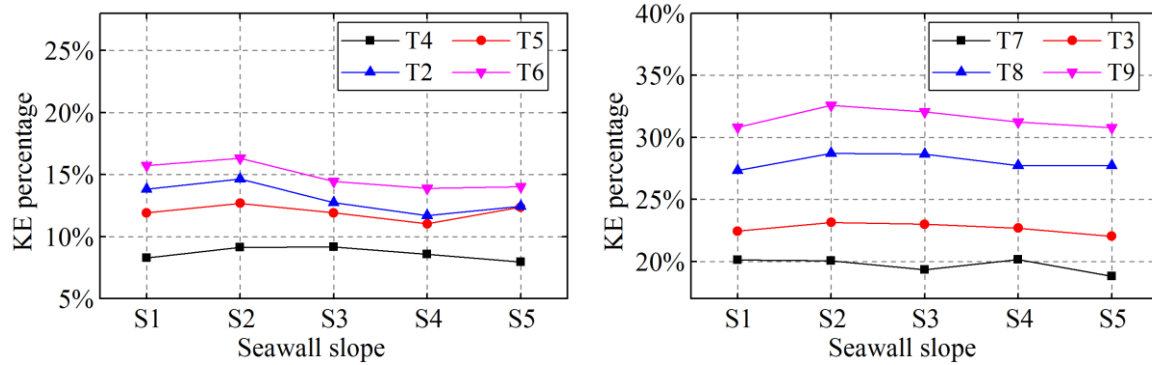 KE percentage
25%
20%
15%
10%
5%
T4 T5
T2 T6
S1 S2 S3 S4 S5
Seawall slope
KE percentage
40%
35%
30%
25%
20%
T7 T3
T8 T9
S1 S2 S3 S4 S5
Seawall slope